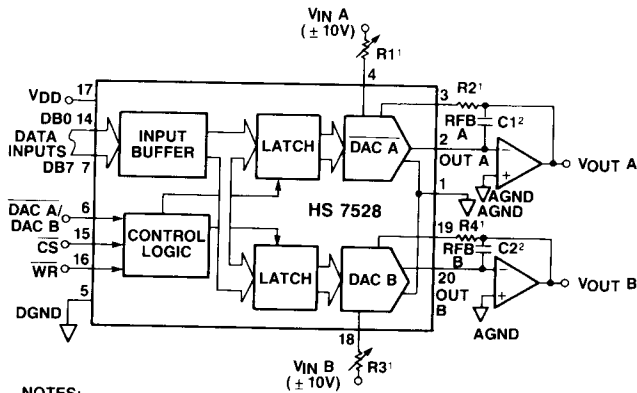 VIN A
(± 10V)
R1¹
4
17
VDD
3
R2¹
DB0 14
DATA
INPUTS
DB7 7
INPUT
BUFFER
LATCH
DAC A
RFB
A
C1²
2
OUT A
VOUT A
AGND
AGND
1
HS 7528
6
DAC A/
DAC B
15
CS
16
WR
5
DGND
CONTROL
LOGIC
LATCH
DAC B
19
R4¹
RFB
B
C2²
20
OUT
B
VOUT B
AGND
18
VIN B
(± 10V)
R3¹
NOTES: